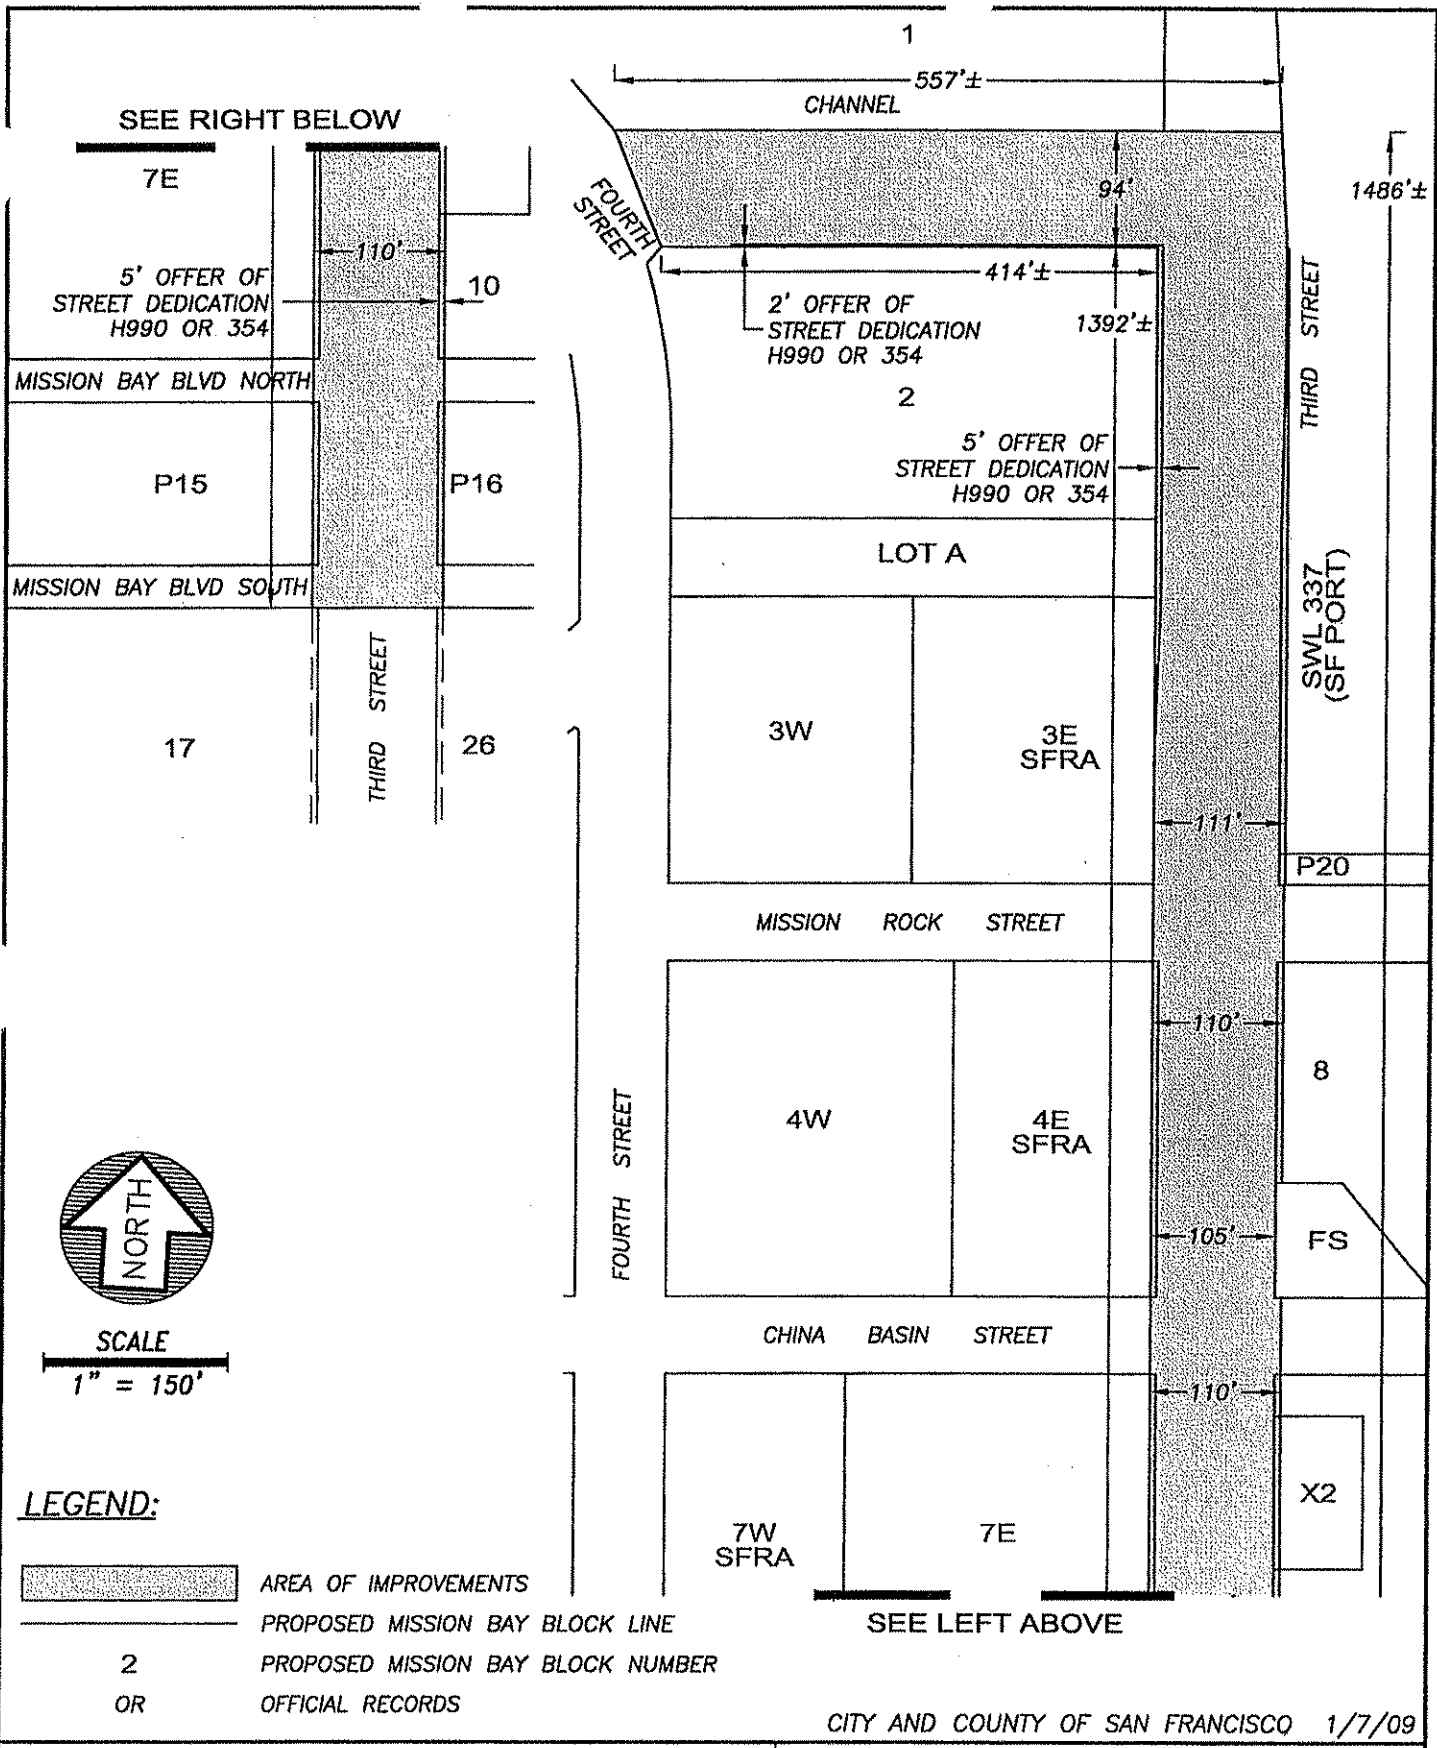 1
557'±
CHANNEL
SEE RIGHT BELOW
7E
FOURTH
STREET
94'
1486'±
110'
5' OFFER OF
STREET DEDICATION
H990 OR 354
10
414'±
2' OFFER OF
STREET DEDICATION
H990 OR 354
1392'±
THIRD STREET
MISSION BAY BLVD NORTH
2
5' OFFER OF
STREET DEDICATION
H990 OR 354
P15
P16
LOT A
MISSION BAY BLVD SOUTH
SWL 337
(SF PORT)
THIRD STREET
17
26
3W
3E
SFRA
111'
P20
MISSION ROCK STREET
110'
8
4W
4E
SFRA
FOURTH STREET
105'
FS
NORTH
SCALE
1" = 150'
CHINA BASIN STREET
110'
X2
7W
SFRA
7E
LEGEND:
AREA OF IMPROVEMENTS
PROPOSED MISSION BAY BLOCK LINE
SEE LEFT ABOVE
2 PROPOSED MISSION BAY BLOCK NUMBER
OR OFFICIAL RECORDS
CITY AND COUNTY OF SAN FRANCISCO 1/7/09